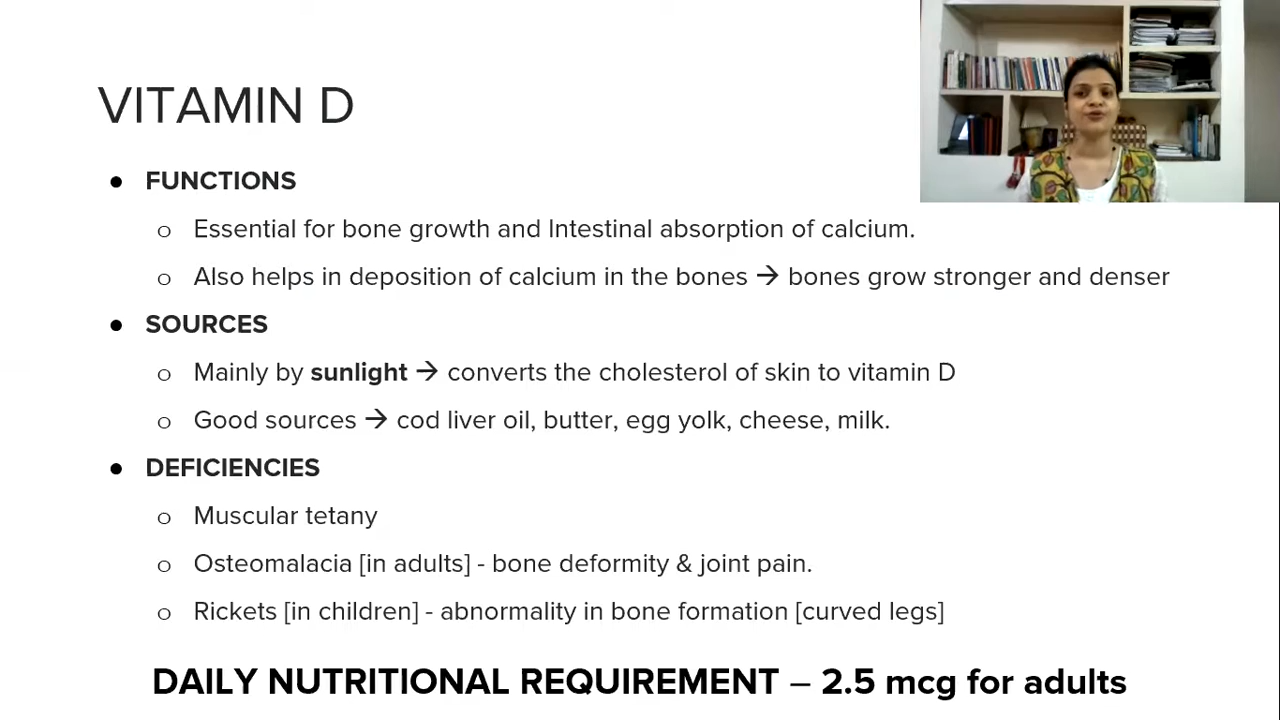 VITAMIN D
● FUNCTIONS
o Essential for bone growth and Intestinal absorption of calcium.
o Also helps in deposition of calcium in the bones → bones grow stronger and denser
● SOURCES
o Mainly by sunlight → converts the cholesterol of skin to vitamin D
o Good sources → cod liver oil, butter, egg yolk, cheese, milk.
● DEFICIENCIES
o Muscular tetany
o Osteomalacia [in adults] - bone deformity & joint pain.
o Rickets [in children] - abnormality in bone formation [curved legs]
DAILY NUTRITIONAL REQUIREMENT – 2.5 mcg for adults